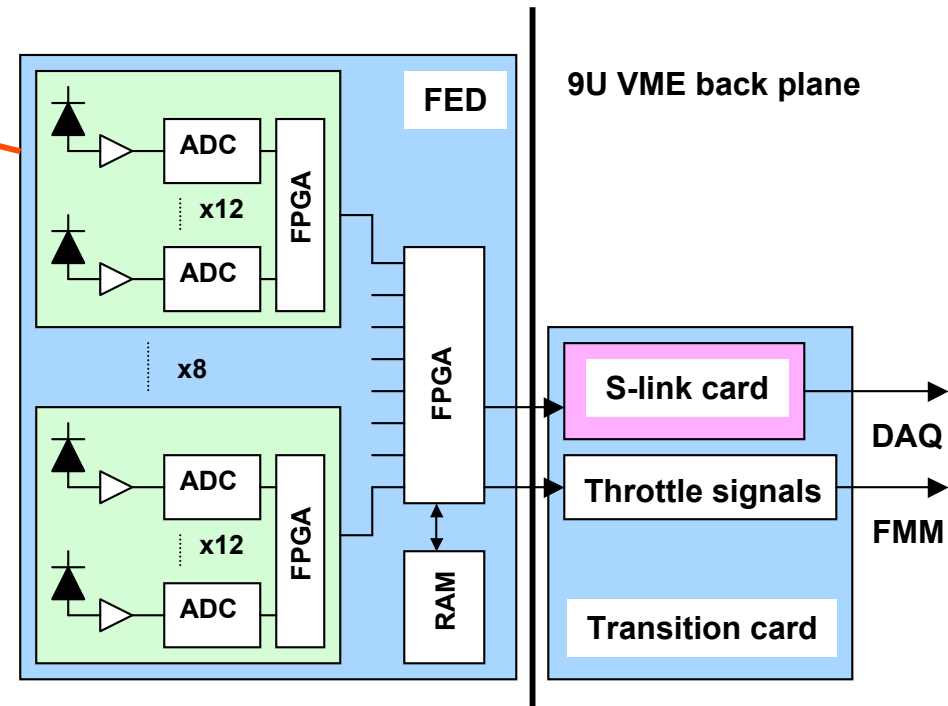 FED
9U VME back plane
ADC
x12
ADC
FPGA
x8
FPGA
ADC
x12
ADC
FPGA
RAM
S-link card
DAQ
Throttle signals
FMM
Transition card